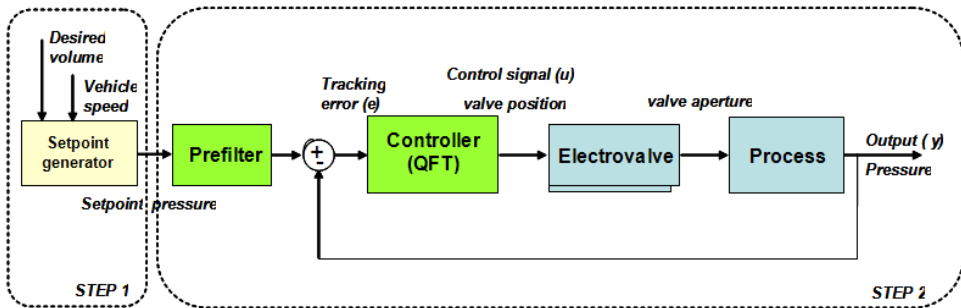 Desired
volume
Vehicle
speed
Setpoint
generator
Setpoint pressure
STEP 1
Prefilter
+
-
Tracking
error (e)
Controller
(QFT)
Control signal (u)
valve position
Electrovalve
valve aperture
Process
Output ( y)
Pressure
STEP 2